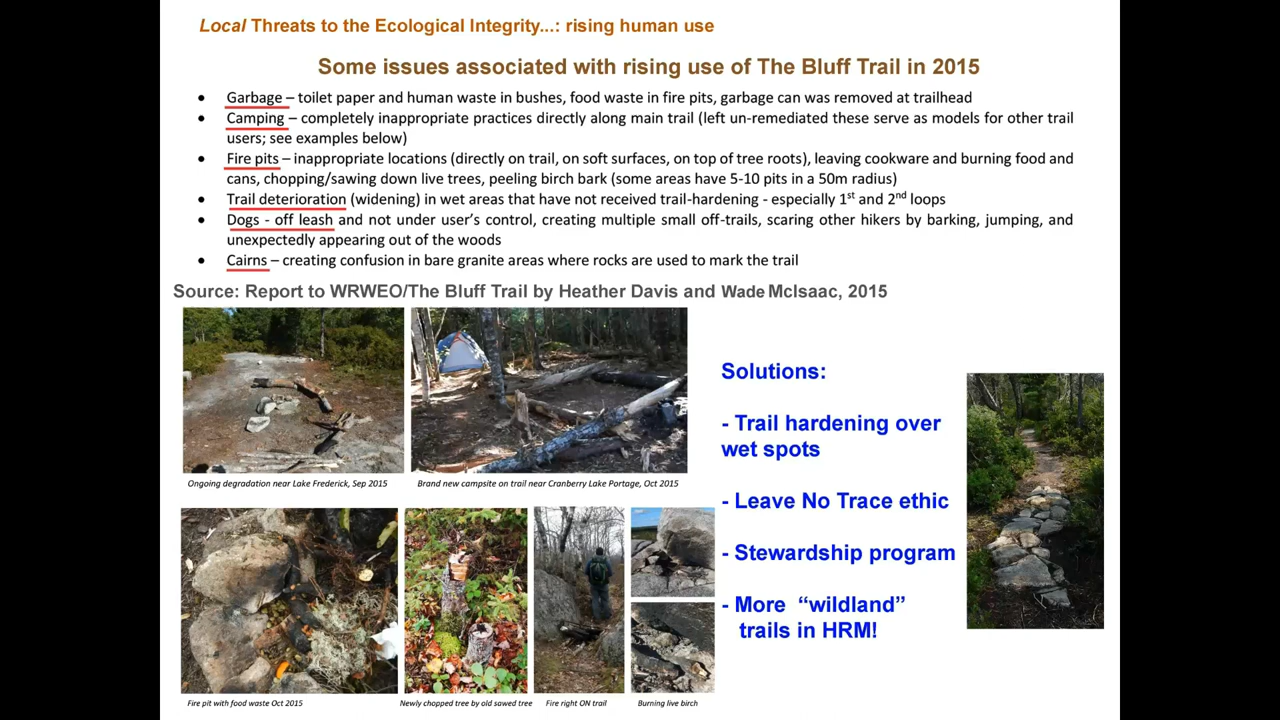 Local Threats to the Ecological Integrity...: rising human use
Some issues associated with rising use of The Bluff Trail in 2015
• Garbage – toilet paper and human waste in bushes, food waste in fire pits, garbage can was removed at trailhead
• Camping – completely inappropriate practices directly along main trail (left un-remediated these serve as models for other trail
users; see examples below)
• Fire pits – inappropriate locations (directly on trail, on soft surfaces, on top of tree roots), leaving cookware and burning food and
cans, chopping/sawing down live trees, peeling birch bark (some areas have 5-10 pits in a 50m radius)
• Trail deterioration (widening) in wet areas that have not received trail-hardening - especially 1st and 2nd loops
• Dogs - off leash and not under user's control, creating multiple small off-trails, scaring other hikers by barking, jumping, and
unexpectedly appearing out of the woods
• Cairns – creating confusion in bare granite areas where rocks are used to mark the trail
Source: Report to WRWEO/The Bluff Trail by Heather Davis and Wade McIsaac, 2015
Ongoing degradation near Lake Frederick, Sep 2015
Brand new campsite on trail near Cranberry Lake Portage, Oct 2015
Fire pit with food waste Oct 2015
Newly chopped tree by old sawed tree
Fire right ON trail
Burning live birch
Solutions:
- Trail hardening over
wet spots
- Leave No Trace ethic
- Stewardship program
- More “wildland”
trails in HRM!